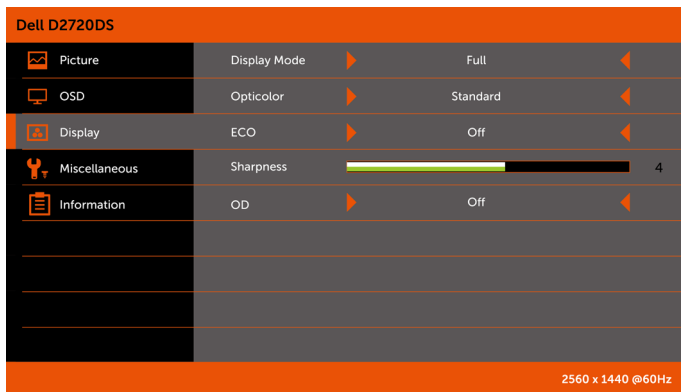 Dell D2720DS
Picture
Display Mode
Full
OSD
Opticolor
Standard
Display
ECO
Off
Miscellaneous
Sharpness
4
Information
OD
Off
2560 x 1440 @60Hz